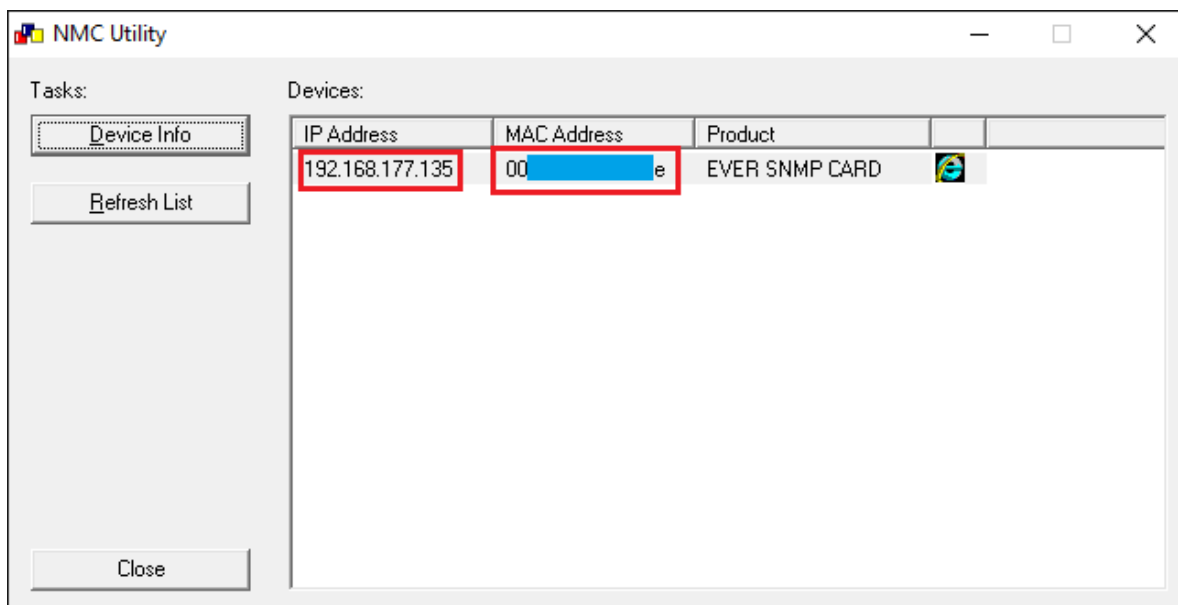 NMC Utility
Tasks:
Devices:
Device Info
Refresh List
Close
IP Address MAC Address Product
192.168.177.135 00 e EVER SNMP CARD